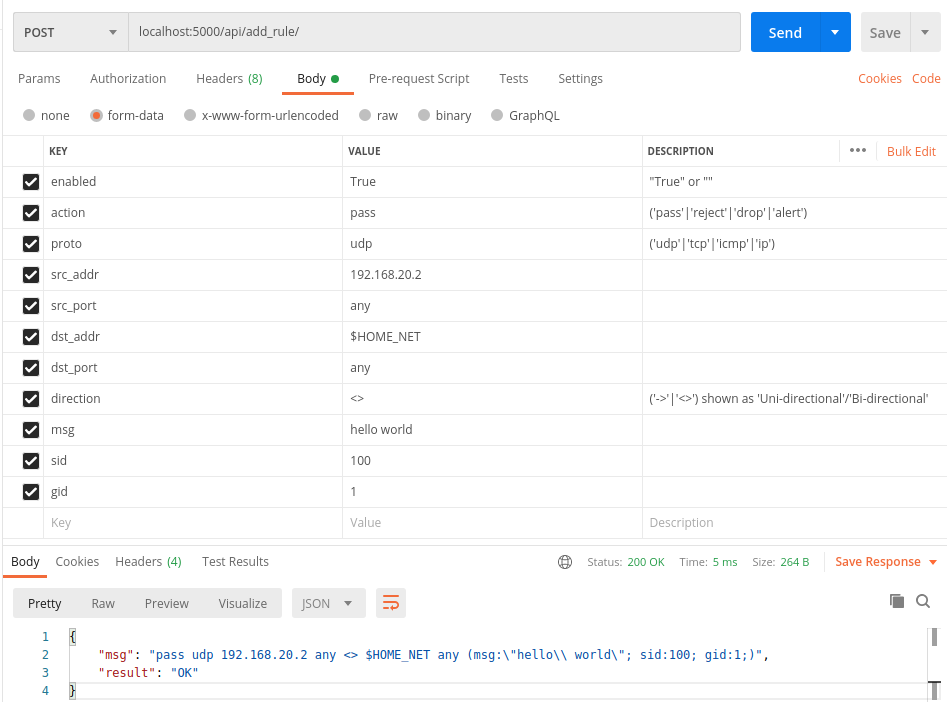 POST localhost:5000/api/add_rule/ Send Save
Params Authorization Headers (8) Body Pre-request Script Tests Settings Cookies Code
none form-data x-www-form-urlencoded raw binary GraphQL
KEY VALUE DESCRIPTION ••• Bulk Edit
enabled True "True" or ""
action pass ('pass'|'reject'|'drop'|'alert')
proto udp ('udp'|'tcp'|'icmp'|'ip')
src_addr 192.168.20.2
src_port any
dst_addr $HOME_NET
dst_port any
direction <> ('->'|'<>') shown as 'Uni-directional'/'Bi-directional'
msg hello world
sid 100
gid 1
Key Value Description
Body Cookies Headers (4) Test Results Status: 200 OK Time: 5 ms Size: 264 B Save Response
Pretty Raw Preview Visualize JSON
1 {
2 "msg": "pass udp 192.168.20.2 any <> $HOME_NET any (msg:\"hello\\ world\"; sid:100; gid:1;)",
3 "result": "OK"
4 }